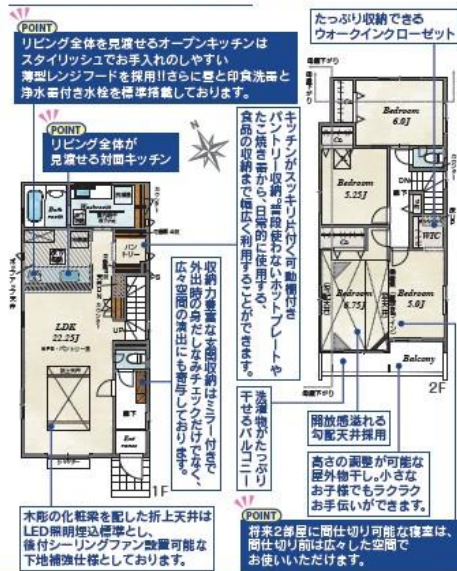 POINT
リビング全体を見渡せるオープンキッチンは
スタイリッシュでお手入れのしやすい
薄型レンジフードを採用!!さらに昼と印食洗器と
浄水器付き水栓を標準搭載しております。
POINT
リビング全体が
見渡せる対面キッチン
たっぷり収納できる
ウォークインクローゼット
キッチンがスッキリ片付く可動棚付き
パントリー収納。普段使わないホットプレートや
たこ焼き器から、日常的に使用する、
食品の収納まで幅広く利用することができます。
収納力豊富な玄関収納はミラー付きで
外出時の身だしなみチェックだけでなく、
広々空間の演出にも寄与しております。
洗濯物がたっぷり
干せるバルコニー
パン
トリー
LDK
22.25J
UP
廊下
1F
Bedroom
6.0J
Bedroom
5.25J
DN
廊下
WIC
Bedroom
6.75J
Bedroom
5.0J
Balcony
2F
開放感溢れる
勾配天井採用
高さの調整が可能な
屋外物干し。小さな
お子様でもラクラク
お手伝いができます。
木彫の化粧梁を配した折上天井は
LED照明埋込標準とし、
後付シーリングファン設置可能な
下地補強仕様としております。
POINT
将来2部屋に間仕切り可能な寝室は、
間仕切り前は広々した空間で
お使いいただけます。